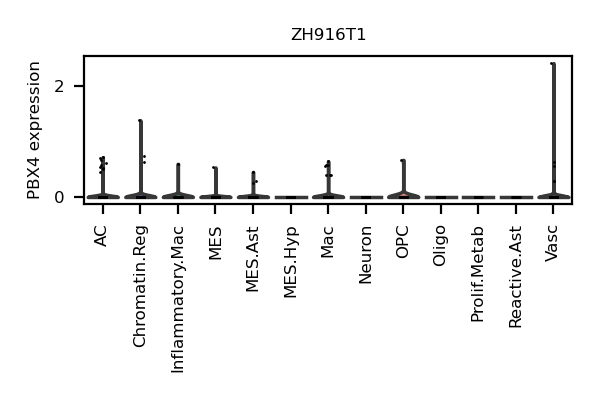 ZH916T1
PBX4 expression
2
0
AC
Chromatin.Reg
Inflammatory.Mac
MES
MES.Ast
MES.Hyp
Mac
Neuron
OPC
Oligo
Prolif.Metab
Reactive.Ast
Vasc